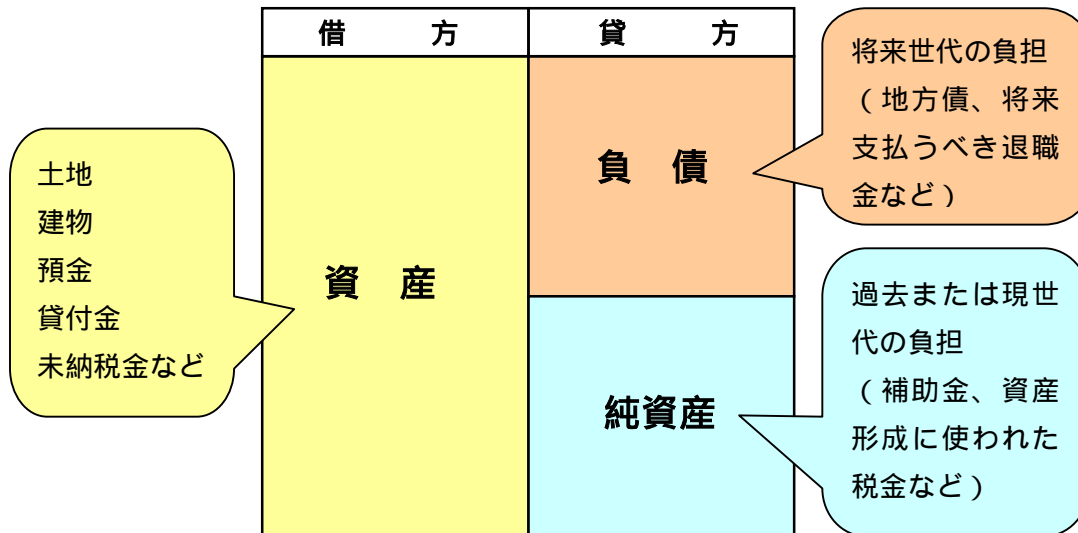 借　方
貸　方
土地
建物
預金
貸付金
未納税金など
資　産
負　債
純資産
将来世代の負担
（地方債、将来
支払うべき退職
金など）
過去または現世
代の負担
（補助金、資産
形成に使われた
税金など）